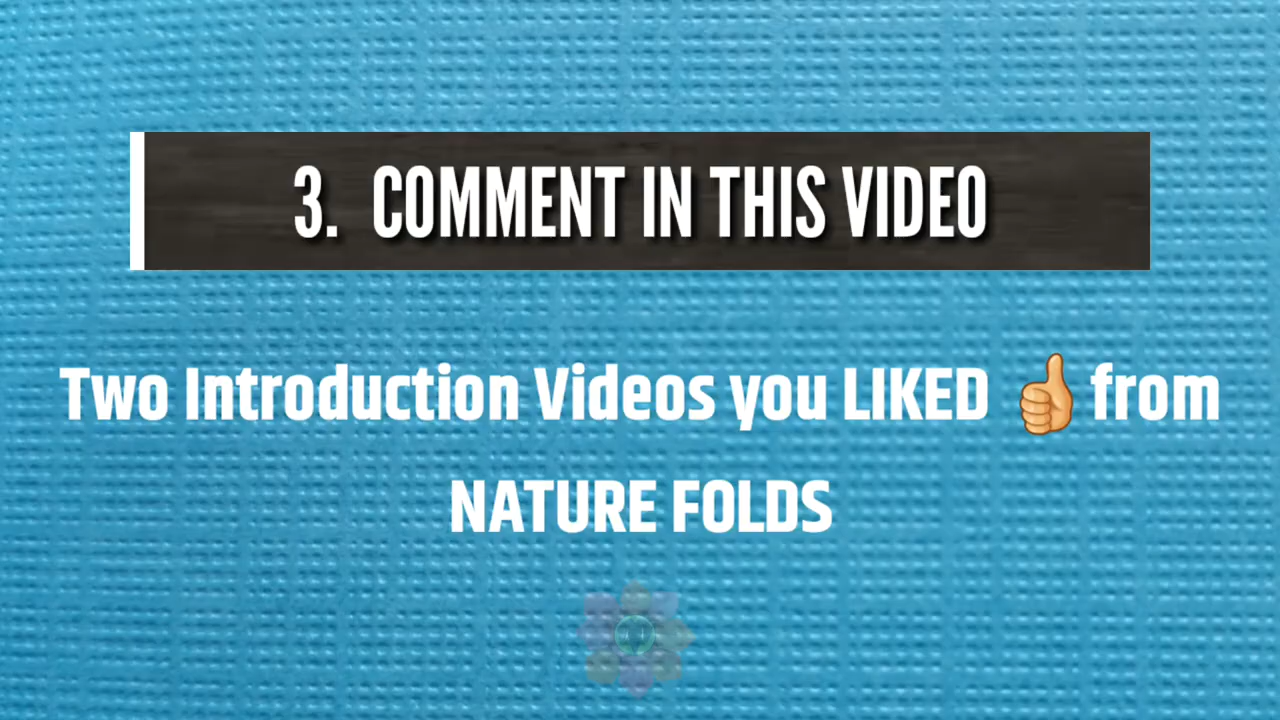 3. COMMENT IN THIS VIDEO
Two Introduction Videos you LIKED 👍 from
NATURE FOLDS